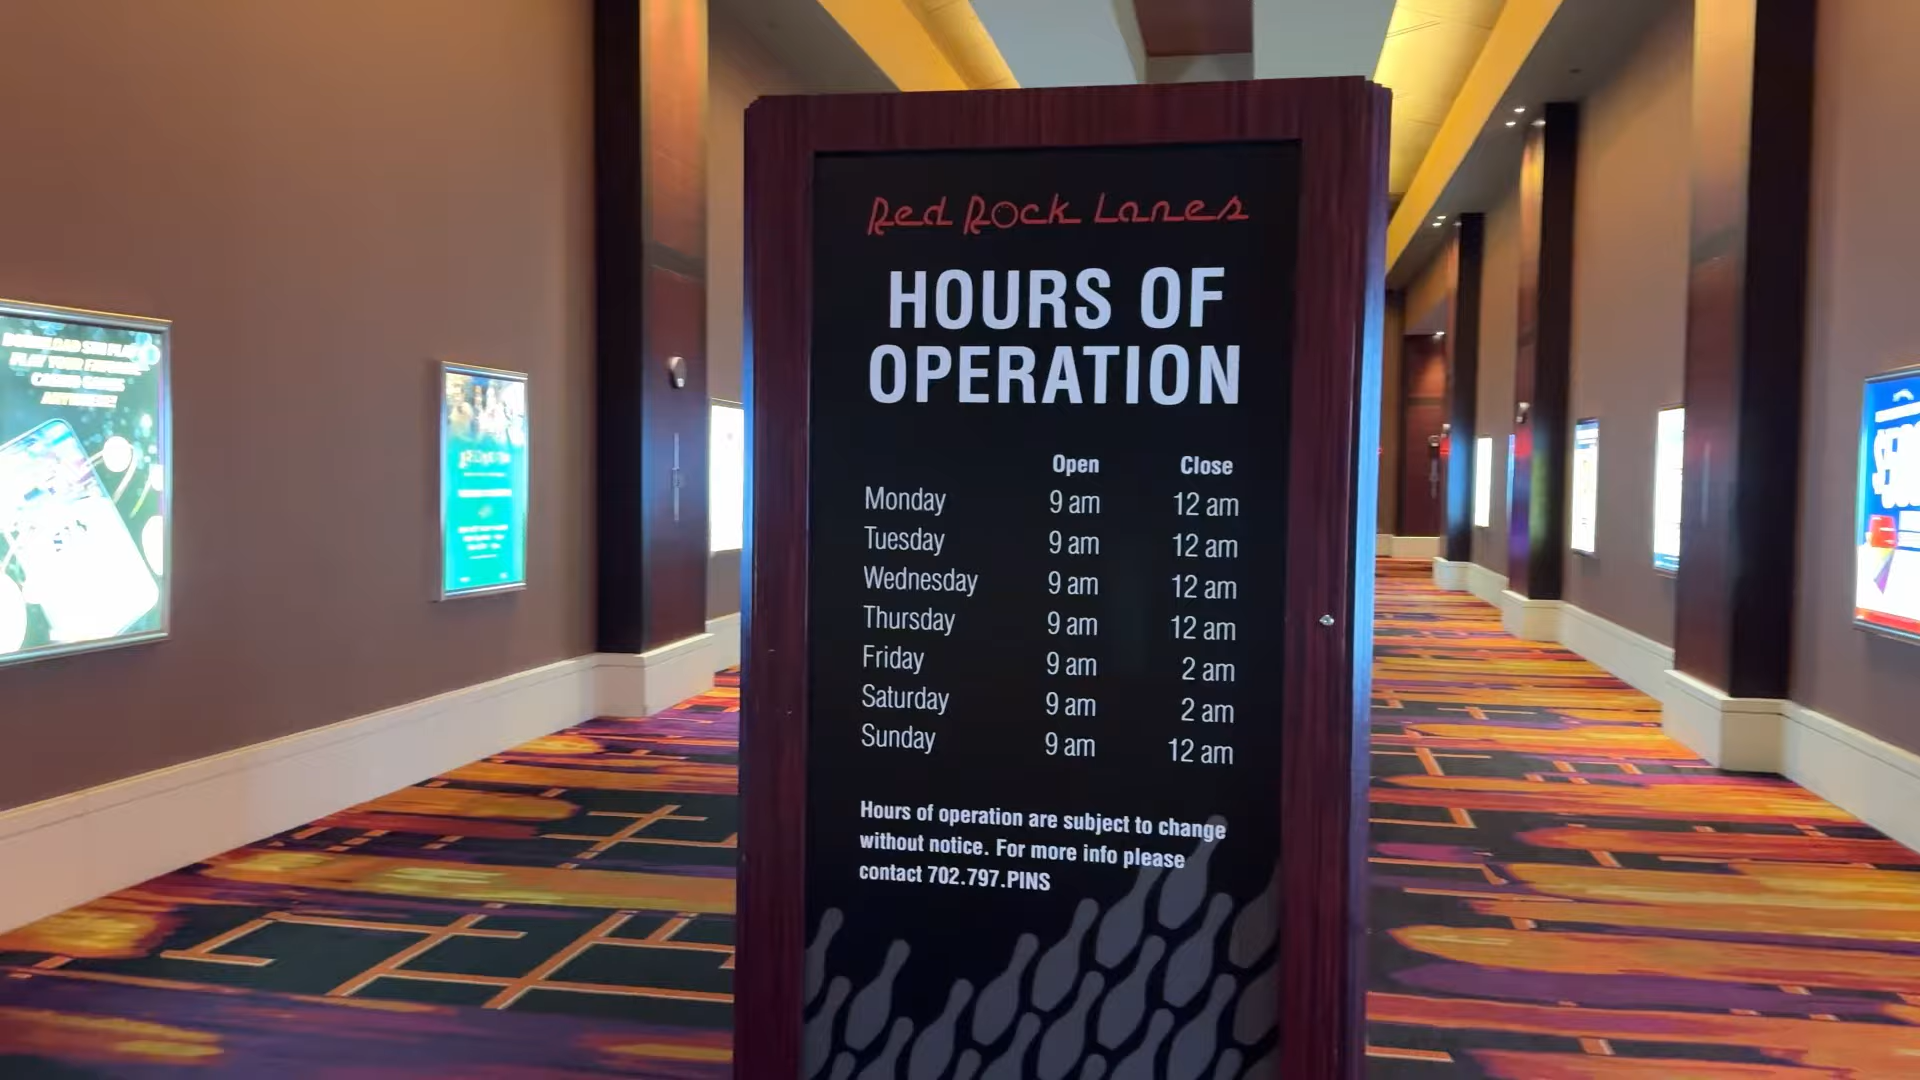 Red Rock Lanes
HOURS OF
OPERATION
Open Close
Monday 9 am 12 am
Tuesday 9 am 12 am
Wednesday 9 am 12 am
Thursday 9 am 12 am
Friday 9 am 2 am
Saturday 9 am 2 am
Sunday 9 am 12 am
Hours of operation are subject to change
without notice. For more info please
contact 702.797.PINS
PLAY YOUR
ANYWHERE!